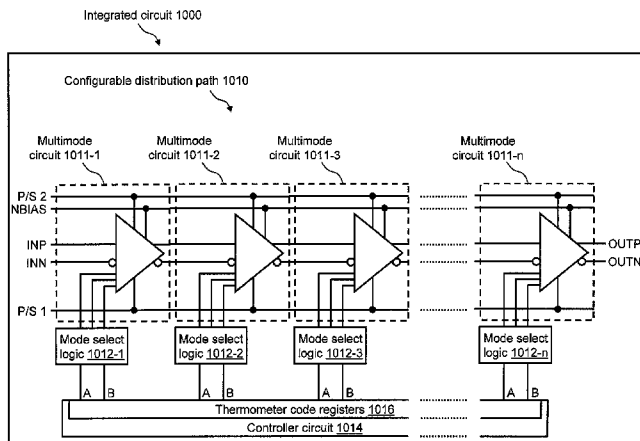 Integrated circuit 1000
Configurable distribution path 1010
Multimode circuit 1011-1
Multimode circuit 1011-2
Multimode circuit 1011-3
Multimode circuit 1011-n
P/S 2
NBIAS
INP
INN
P/S 1
OUTP
OUTN
Mode select logic 1012-1
Mode select logic 1012-2
Mode select logic 1012-3
Mode select logic 1012-n
A B A B A B A B
Thermometer code registers 1016
Controller circuit 1014